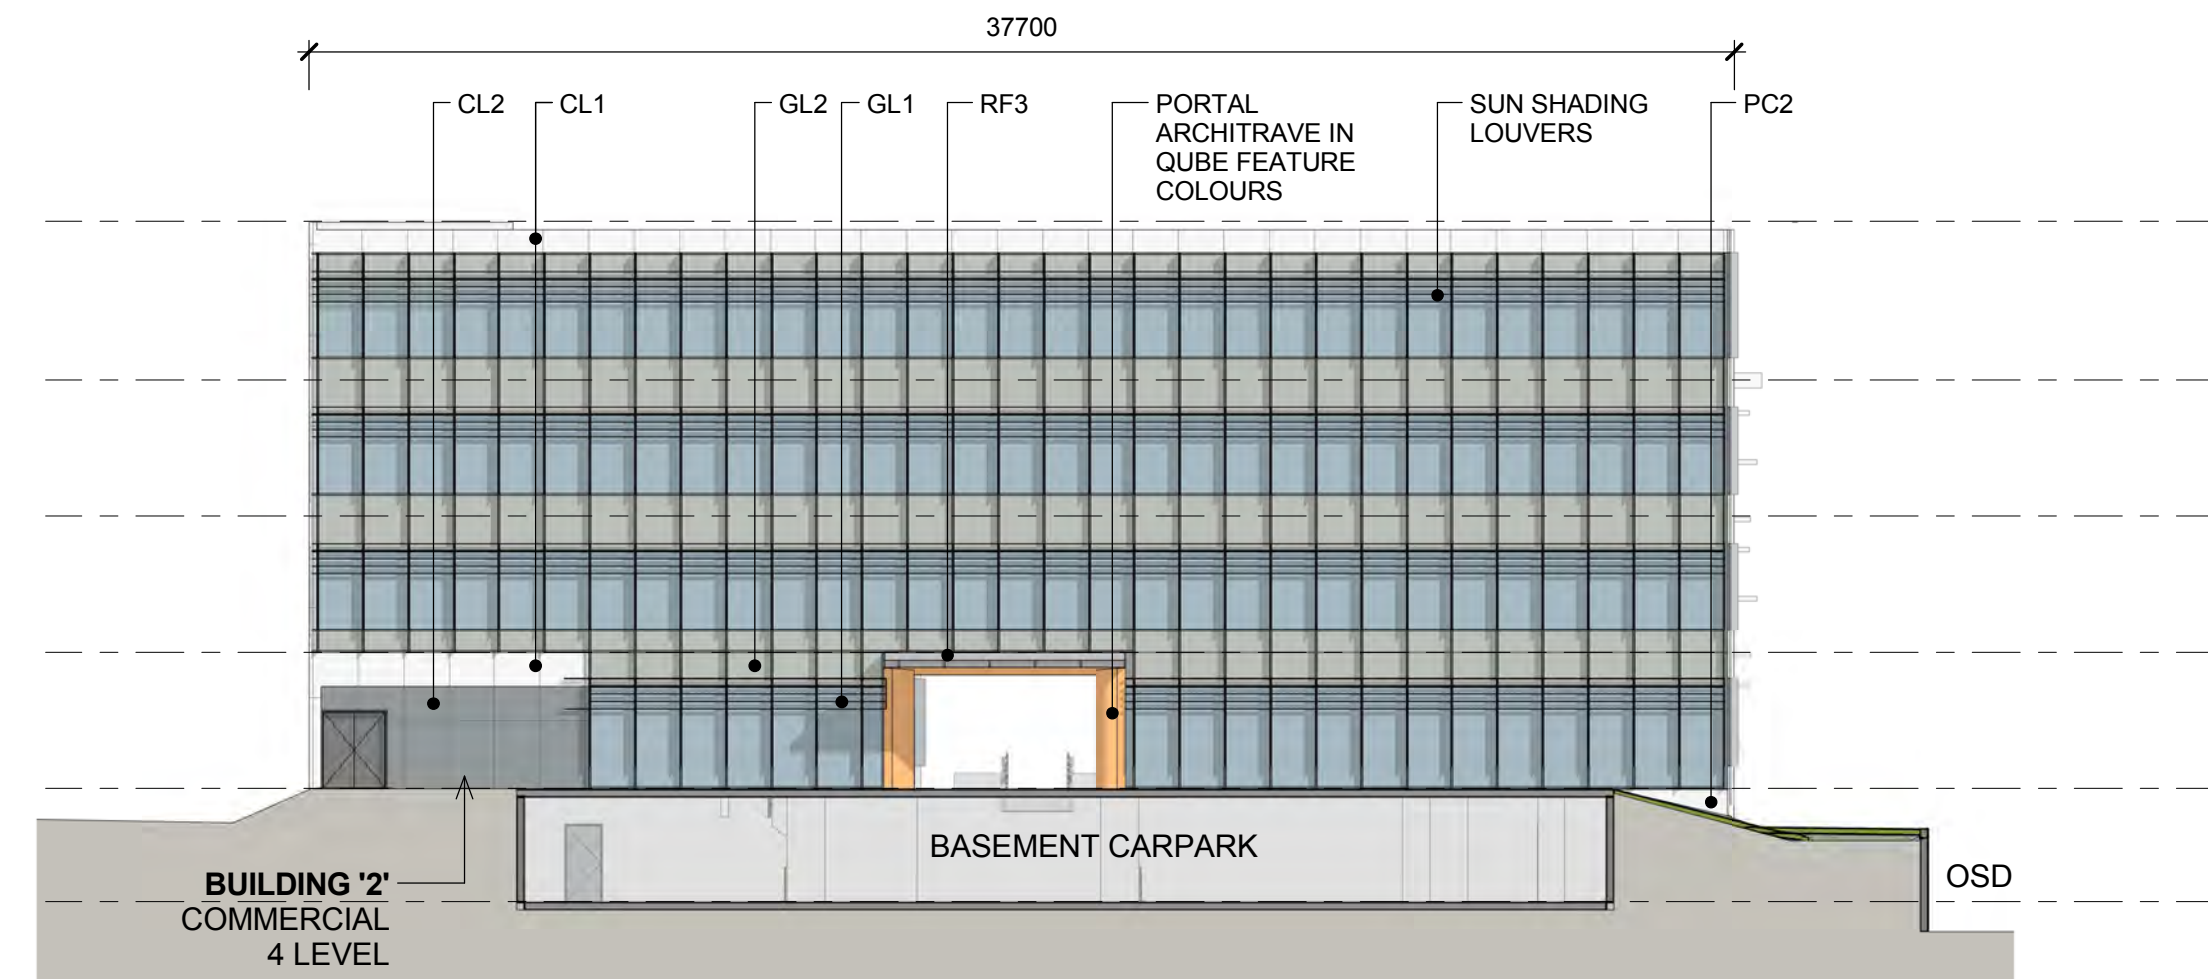 37700
CL2
CL1
GL2
GL1
RF3
PORTAL
ARCHITRAVE IN
QUBE FEATURE
COLOURS
SUN SHADING
LOUVERS
PC2
BASEMENT CARPARK
BUILDING '2'
COMMERCIAL
4 LEVEL
OSD